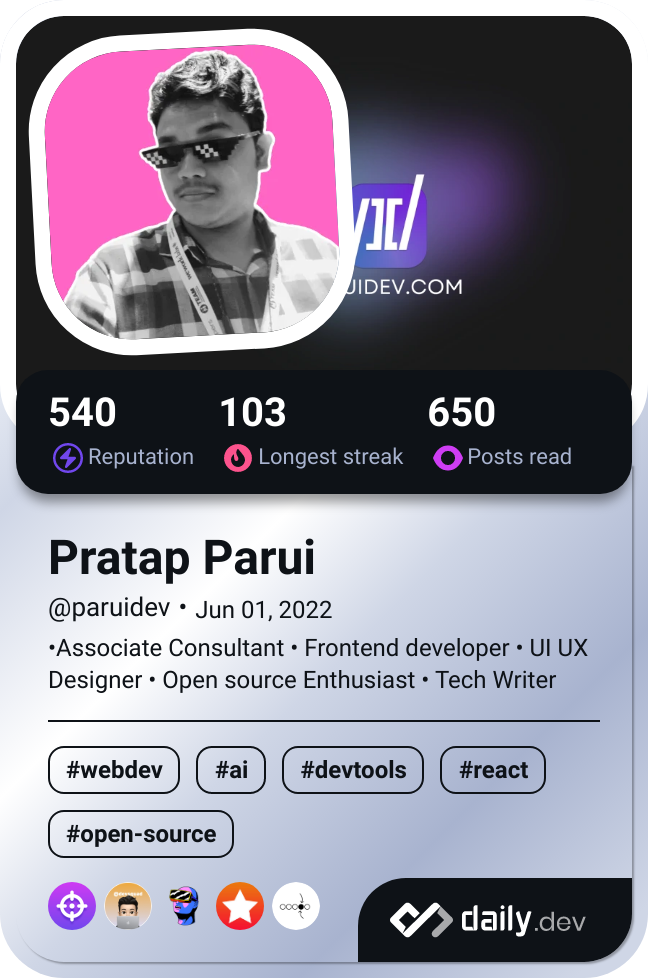 UIDEV.COM
540
103
650
Reputation
Longest streak
Posts read
Pratap Parui
@paruidev • Jun 01, 2022
•Associate Consultant • Frontend developer • UI UX
Designer • Open source Enthusiast • Tech Writer
#webdev
#ai
#devtools
#react
#open-source
daily.dev